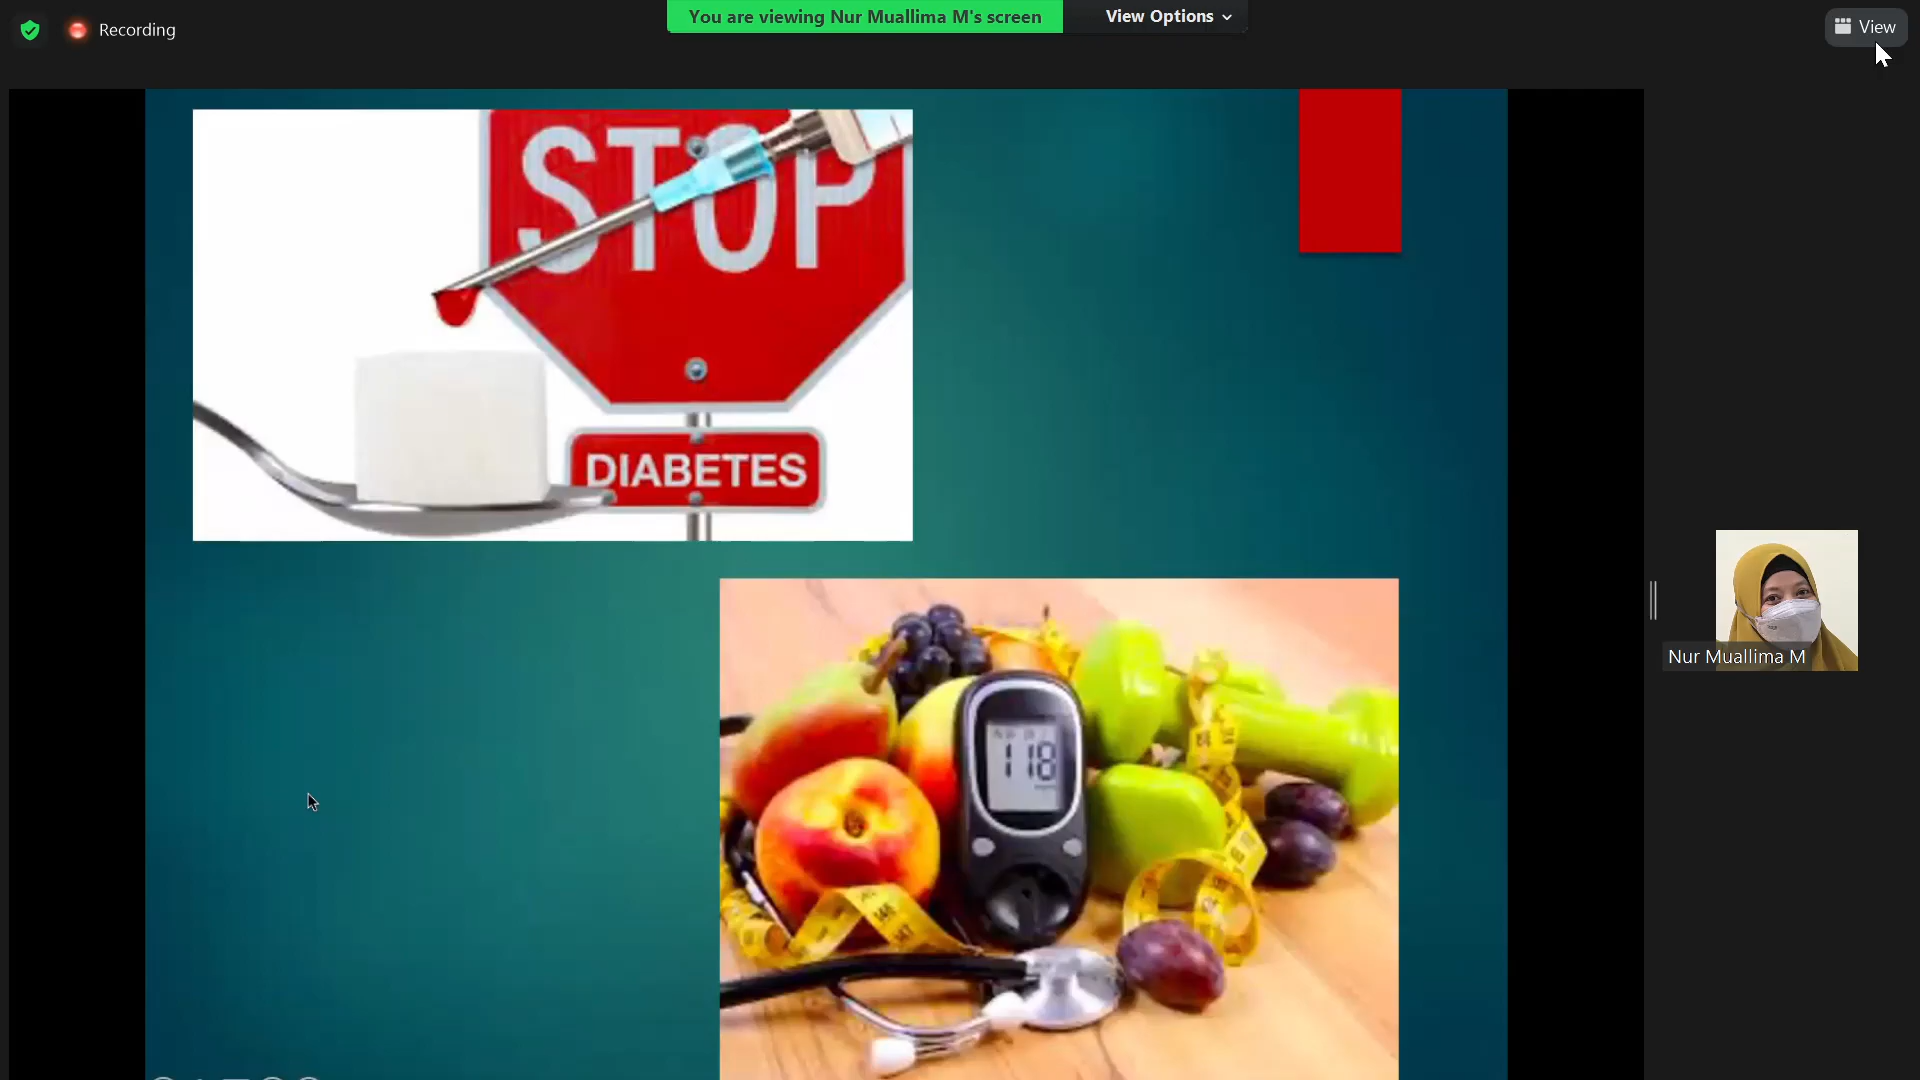 You are viewing Nur Muallima M's screen
View Options
Recording
View
STOP
DIABETES
118
Nur Muallima M